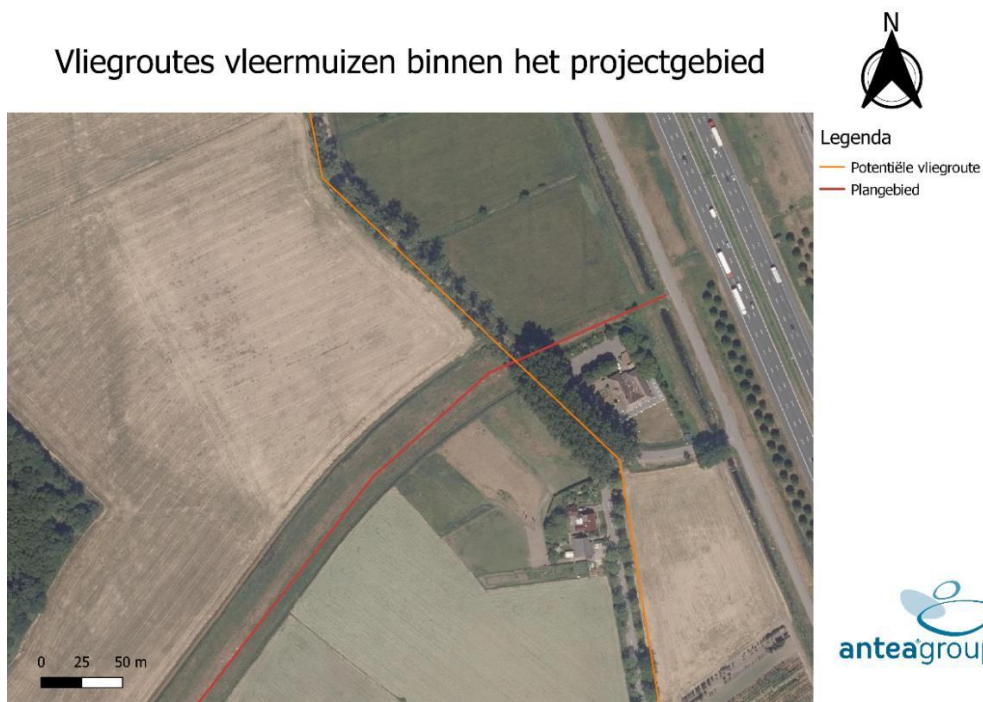 Vliegroutes vleermuizen binnen het projectgebied
N
Legenda
Potentiële vliegroute
Plangebied
0 25 50 m
anteagroup